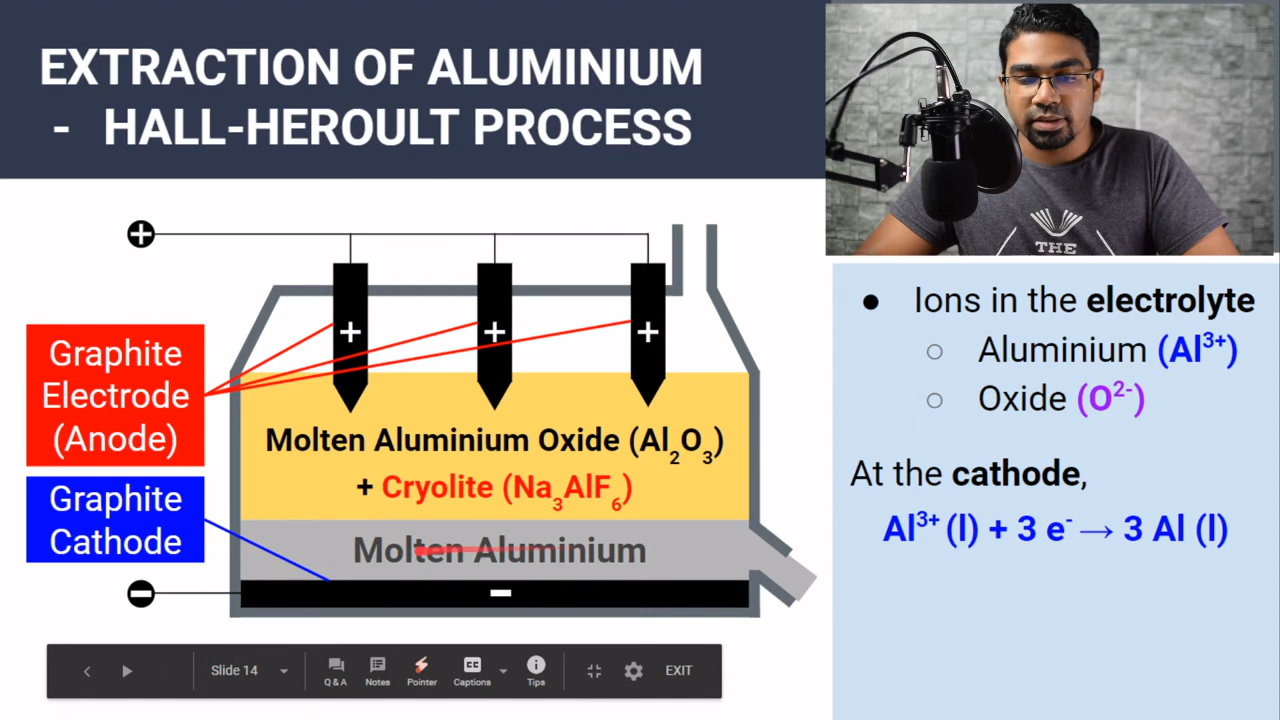 EXTRACTION OF ALUMINIUM
- HALL-HEROULT PROCESS
THE
+
Graphite
Electrode
(Anode)
+ + +
Molten Aluminium Oxide (Al₂O₃)
+ Cryolite (Na₃AlF₆)
Graphite
Cathode
Molten Aluminium
−
−
● Ions in the electrolyte
○ Aluminium (Al³⁺)
○ Oxide (O²⁻)
At the cathode,
Al³⁺ (l) + 3 e⁻ → 3 Al (l)
Slide 14
Q & A
Notes
Pointer
CC
Captions
Tips
EXIT